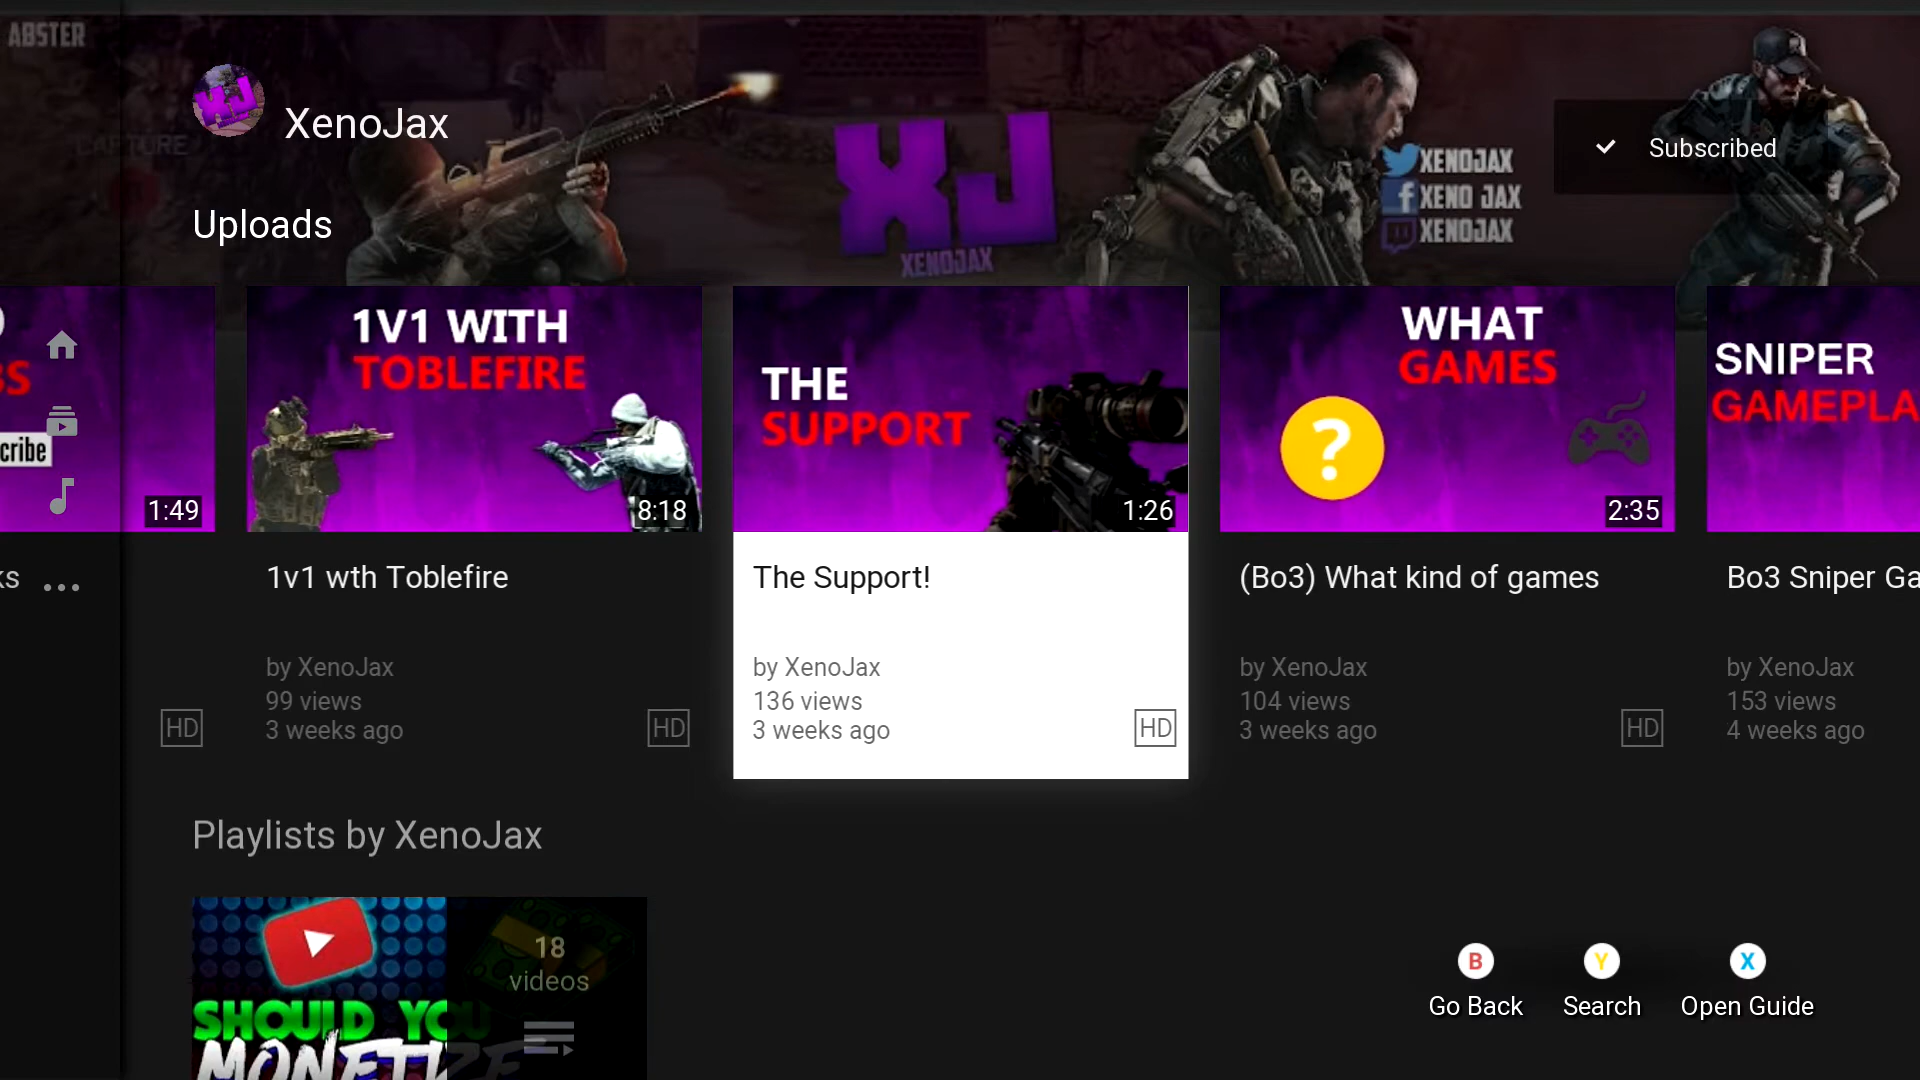 ABSTER
CAPTURE
XJ
XenoJax
Uploads
XJ
XENOJAX
XENOJAX
XENO JAX
XENOJAX
Subscribed
cribe
1:49
HD
1V1 WITH
TOBLEFIRE
8:18
1v1 wth Toblefire
by XenoJax
99 views
3 weeks ago
HD
THE
SUPPORT
1:26
The Support!
by XenoJax
136 views
3 weeks ago
HD
WHAT
GAMES
?
2:35
(Bo3) What kind of games
by XenoJax
104 views
3 weeks ago
HD
SNIPER
GAMEPLA
Bo3 Sniper Ga
by XenoJax
153 views
4 weeks ago
Playlists by XenoJax
SHOULD YOU
MONETIZE
18
videos
B
Go Back
Y
Search
X
Open Guide